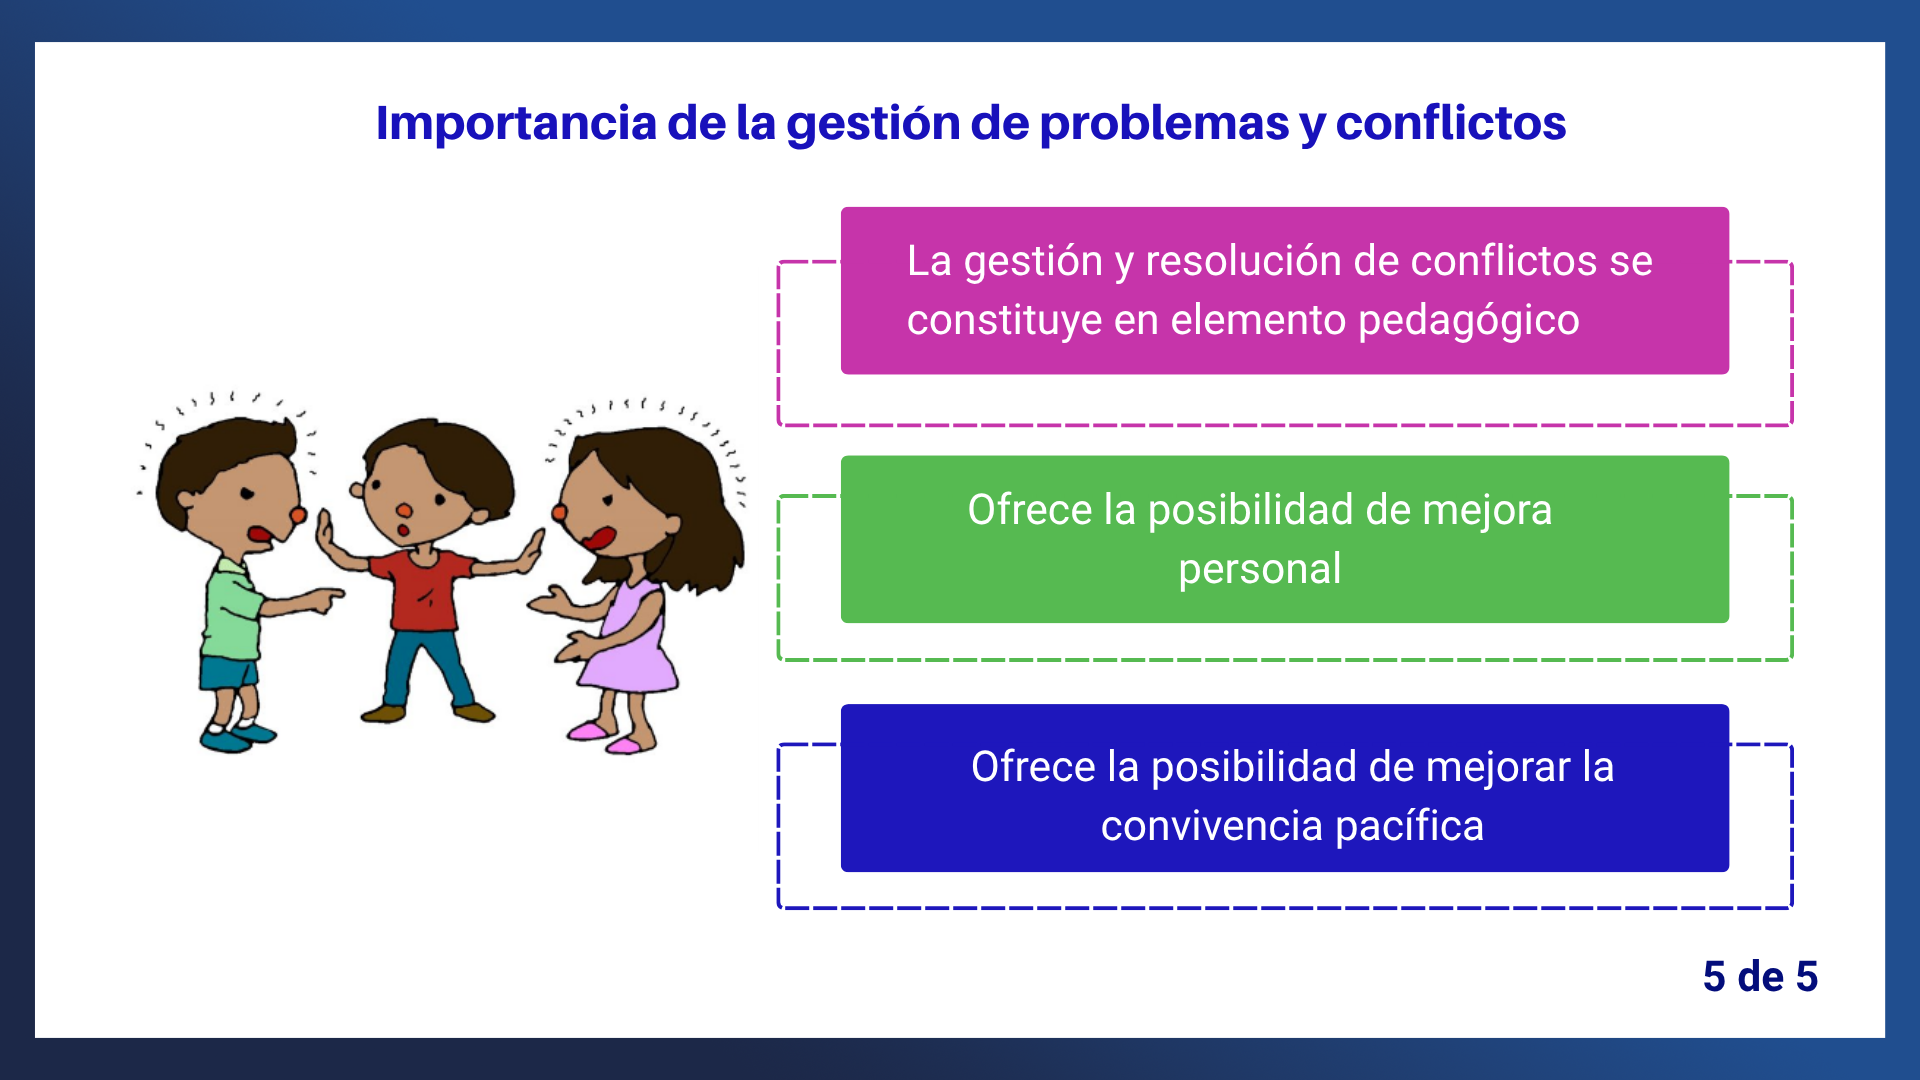 Importancia de la gestión de problemas y conflictos
La gestión y resolución de conflictos se
constituye en elemento pedagógico
Ofrece la posibilidad de mejora
personal
Ofrece la posibilidad de mejorar la
convivencia pacífica
5 de 5